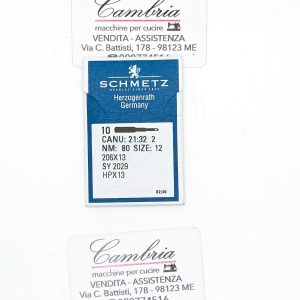 Cambria
macchine per cucire
VENDITA - ASSISTENZA
Via C. Battisti, 178 - 98123 ME
SCHMETZ
Herzogenrath
Germany
10
CANU: 21:32 2
NM: 80 SIZE: 12
206X13
SY 2029
HPX13
Cambria
macchine per cucire
VENDITA - ASSISTENZA
Via C. Battisti, 178 - 98123 ME